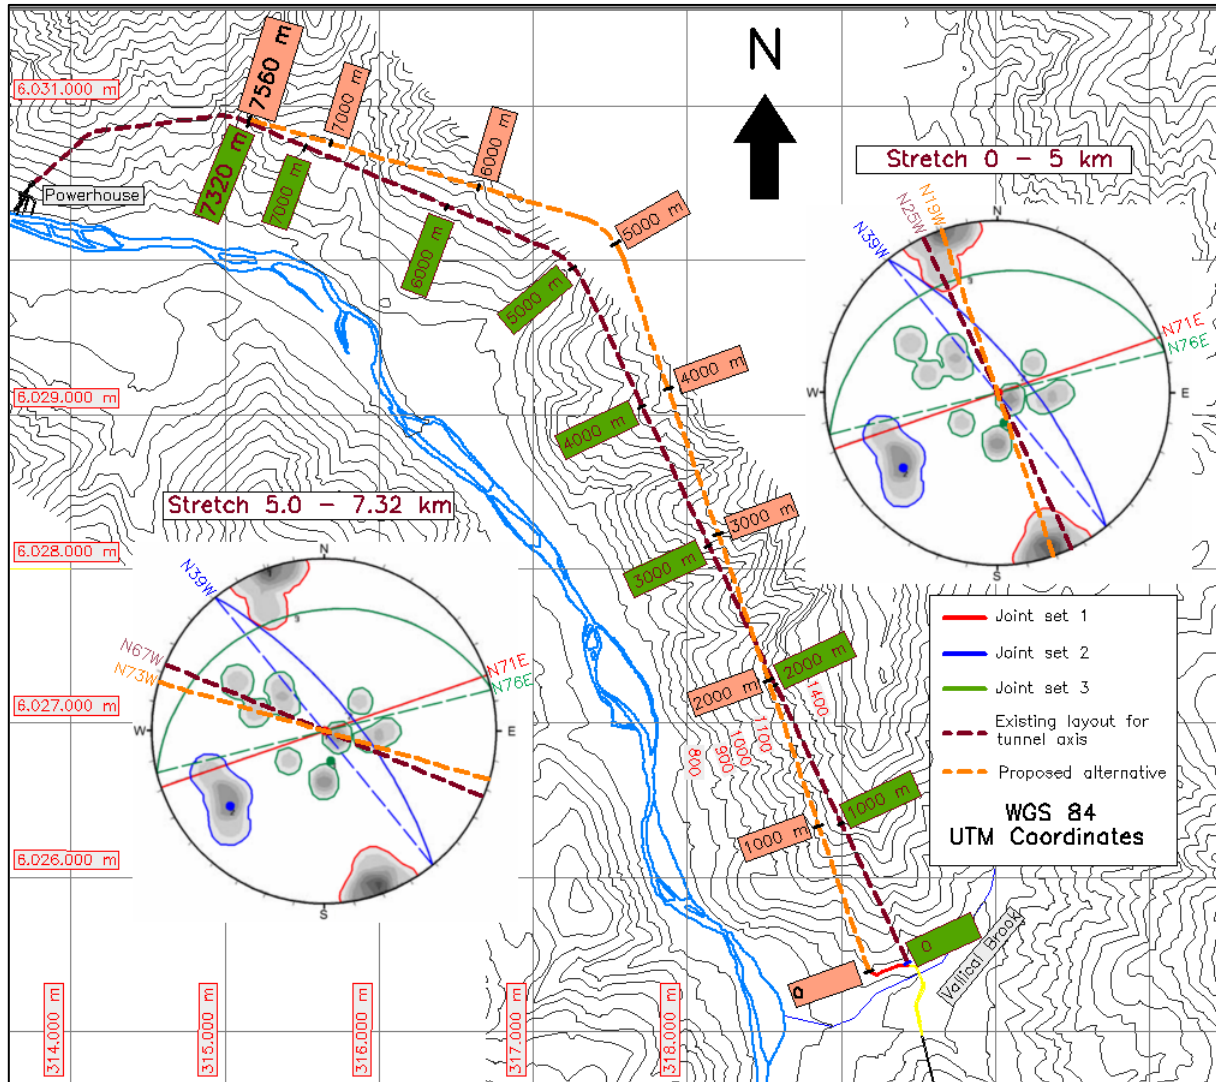 N
6.031.000 m
7560 m
7000 m
6000 m
5000 m
7320 m
7000 m
6000 m
5000 m
Powerhouse
Stretch 0 - 5 km
N19W
N25W
N39W
N
N71E
N76E
W
E
S
4000 m
4000 m
6.029.000 m
3000 m
3000 m
Stretch 5.0 - 7.32 km
6.028.000 m
N
N39W
N67W
N73W
N71E
N76E
W
E
S
2000 m
2000 m
1400
1100
1000
900
800
6.027.000 m
1000 m
1000 m
6.026.000 m
0
0
Vallical Brook
Joint set 1
Joint set 2
Joint set 3
Existing layout for
tunnel axis
Proposed alternative
WGS 84
UTM Coordinates
314.000 m
315.000 m
316.000 m
317.000 m
318.000 m